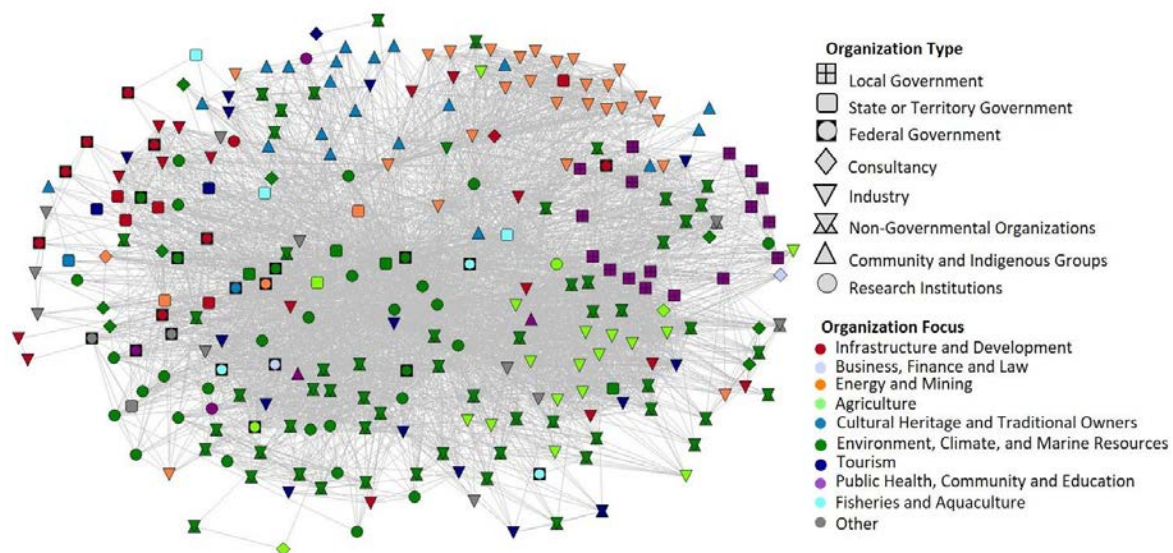 Organization Type
Local Government
State or Territory Government
Federal Government
Consultancy
Industry
Non-Governmental Organizations
Community and Indigenous Groups
Research Institutions
Organization Focus
Infrastructure and Development
Business, Finance and Law
Energy and Mining
Agriculture
Cultural Heritage and Traditional Owners
Environment, Climate, and Marine Resources
Tourism
Public Health, Community and Education
Fisheries and Aquaculture
Other